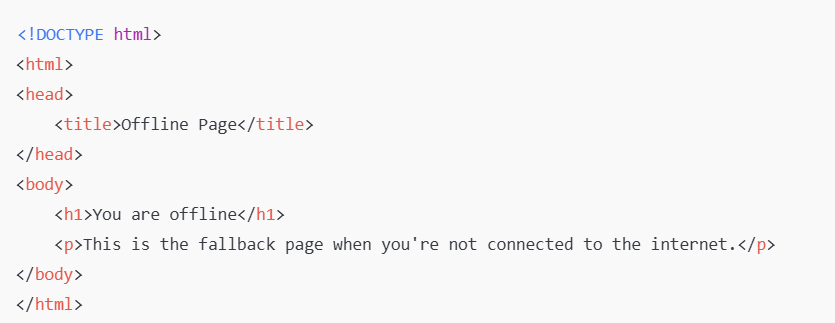 <!DOCTYPE html>
<html>
<head>
    <title>Offline Page</title>
</head>
<body>
    <h1>You are offline</h1>
    <p>This is the fallback page when you're not connected to the internet.</p>
</body>
</html>